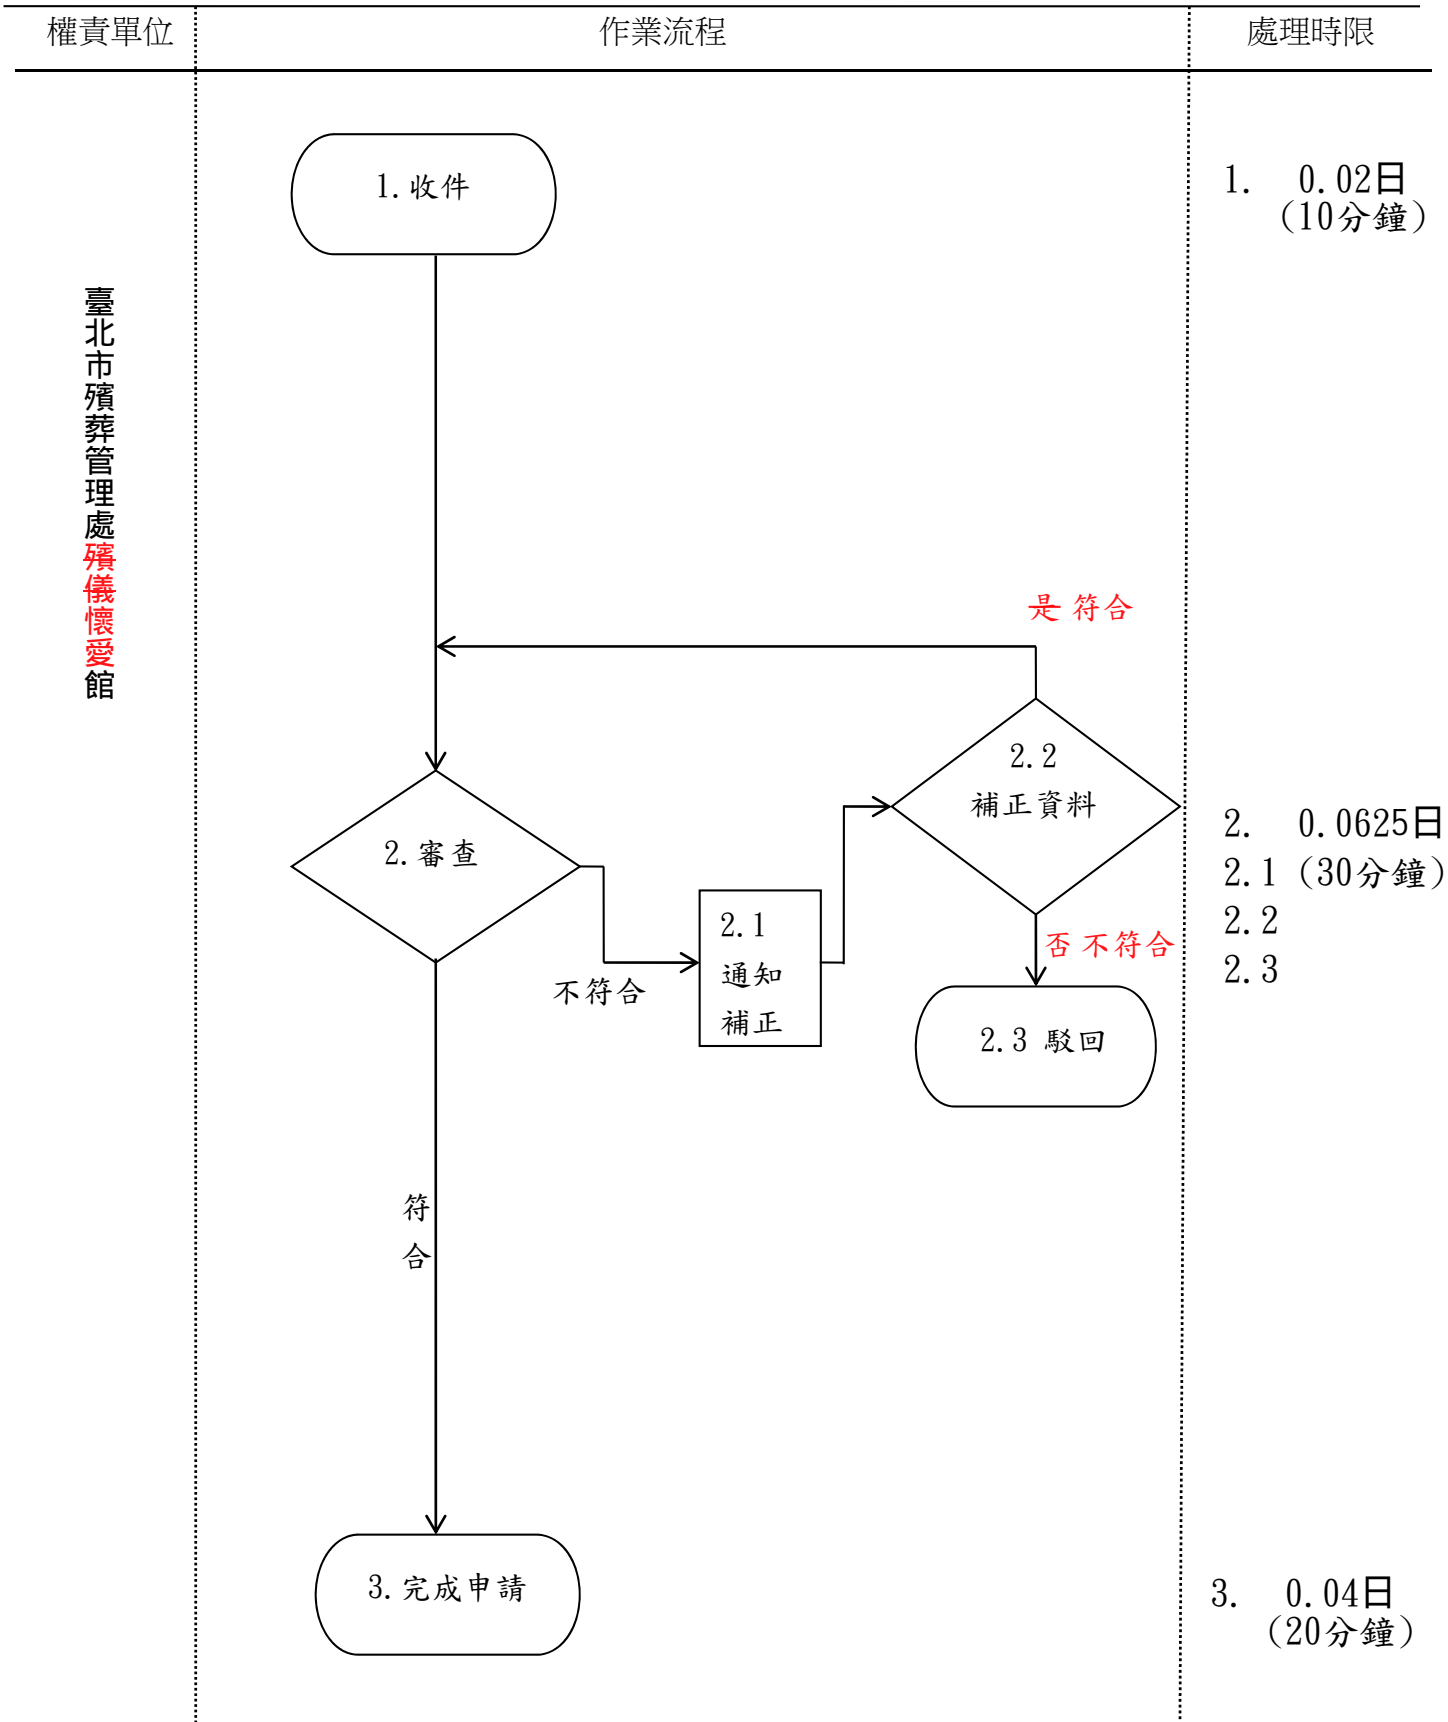 權責單位
作業流程
處理時限
1.收件
1. 0.02日
(10分鐘)
臺北市殯葬管理處殯儀懷愛館
是 符合
2.2
補正資料
2.審查
2. 0.0625日
2.1 (30分鐘)
2.2
2.3
2.1
通知
補正
否 不符合
不符合
2.3 駁回
符
合
3.完成申請
3. 0.04日
(20分鐘)